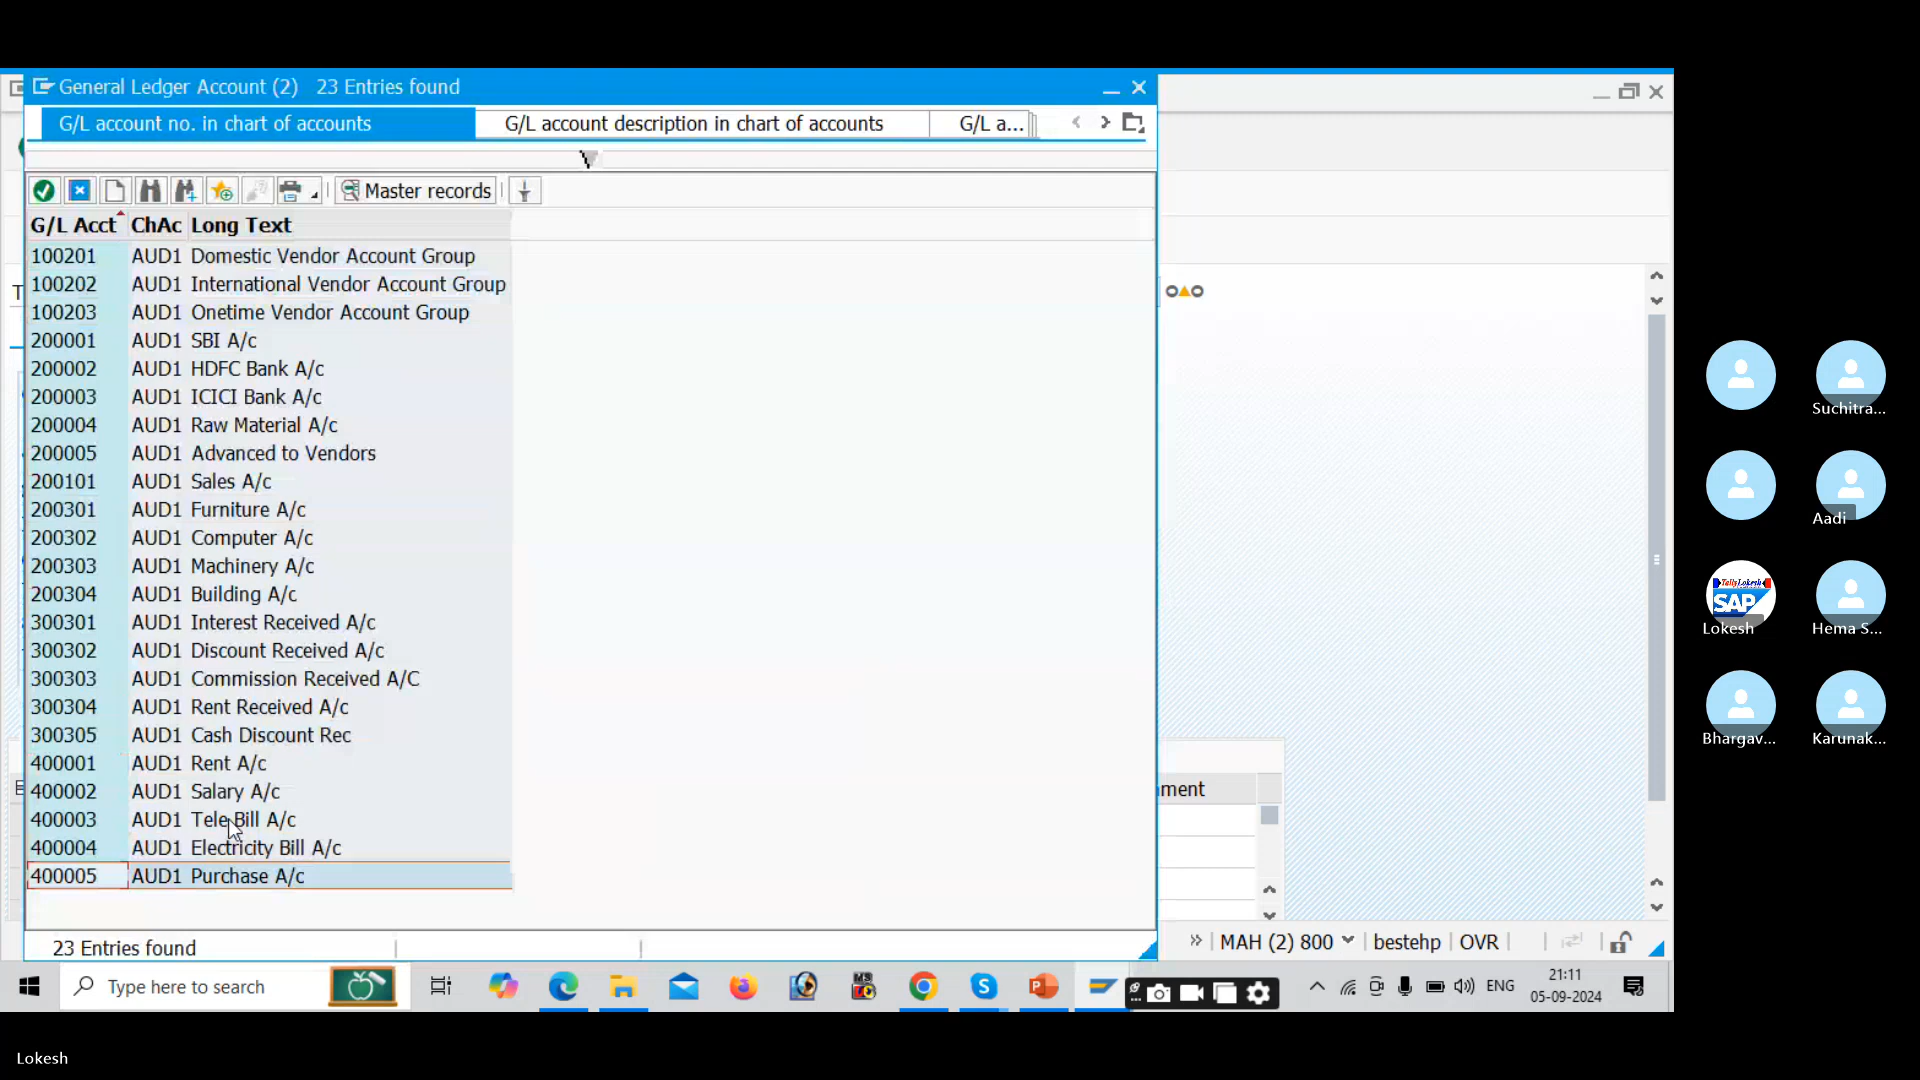 General Ledger Account (2) 23 Entries found
G/L account no. in chart of accounts
G/L account description in chart of accounts
G/L a...
Master records
G/L Acct ChAc Long Text
100201 AUD1 Domestic Vendor Account Group
100202 AUD1 International Vendor Account Group
100203 AUD1 Onetime Vendor Account Group
200001 AUD1 SBI A/c
200002 AUD1 HDFC Bank A/c
200003 AUD1 ICICI Bank A/c
200004 AUD1 Raw Material A/c
200005 AUD1 Advanced to Vendors
200101 AUD1 Sales A/c
200301 AUD1 Furniture A/c
200302 AUD1 Computer A/c
200303 AUD1 Machinery A/c
200304 AUD1 Building A/c
300301 AUD1 Interest Received A/c
300302 AUD1 Discount Received A/c
300303 AUD1 Commission Received A/C
300304 AUD1 Rent Received A/c
300305 AUD1 Cash Discount Rec
400001 AUD1 Rent A/c
400002 AUD1 Salary A/c
400003 AUD1 Tele Bill A/c
400004 AUD1 Electricity Bill A/c
400005 AUD1 Purchase A/c
23 Entries found
ment
MAH (2) 800 bestehp OVR
Type here to search
ENG
21:11
05-09-2024
Suchitra...
Aadi
TallyLokesh
SAP
Lokesh
Hema S...
Bhargav...
Karunak...
Lokesh